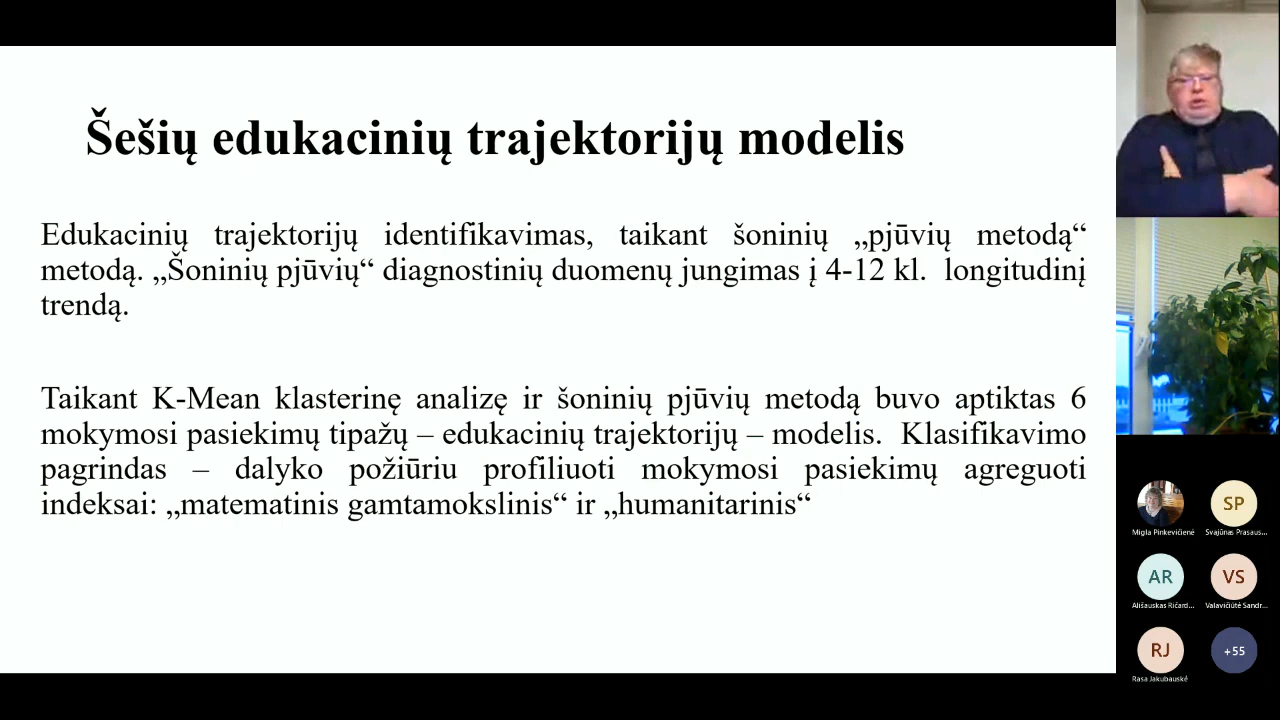 Šešių edukacinių trajektorijų modelis
Edukacinių trajektorijų identifikavimas, taikant šoninių „pjūvių metodą“
metodą. „Šoninių pjūvių“ diagnostinių duomenų jungimas į 4-12 kl. longitudinį
trendą.
Taikant K-Mean klasterinę analizę ir šoninių pjūvių metodą buvo aptiktas 6
mokymosi pasiekimų tipažų – edukacinių trajektorijų – modelis. Klasifikavimo
pagrindas – dalyko požiūriu profiliuoti mokymosi pasiekimų agreguoti
indeksai: „matematinis gamtamokslinis“ ir „humanitarinis“
SP
Migla Pinkevičienė
Svajūnas Prasaus...
AR
VS
Ališauskas Ričard...
Valavičiūtė Sandr...
RJ
+55
Rasa Jakubauskė